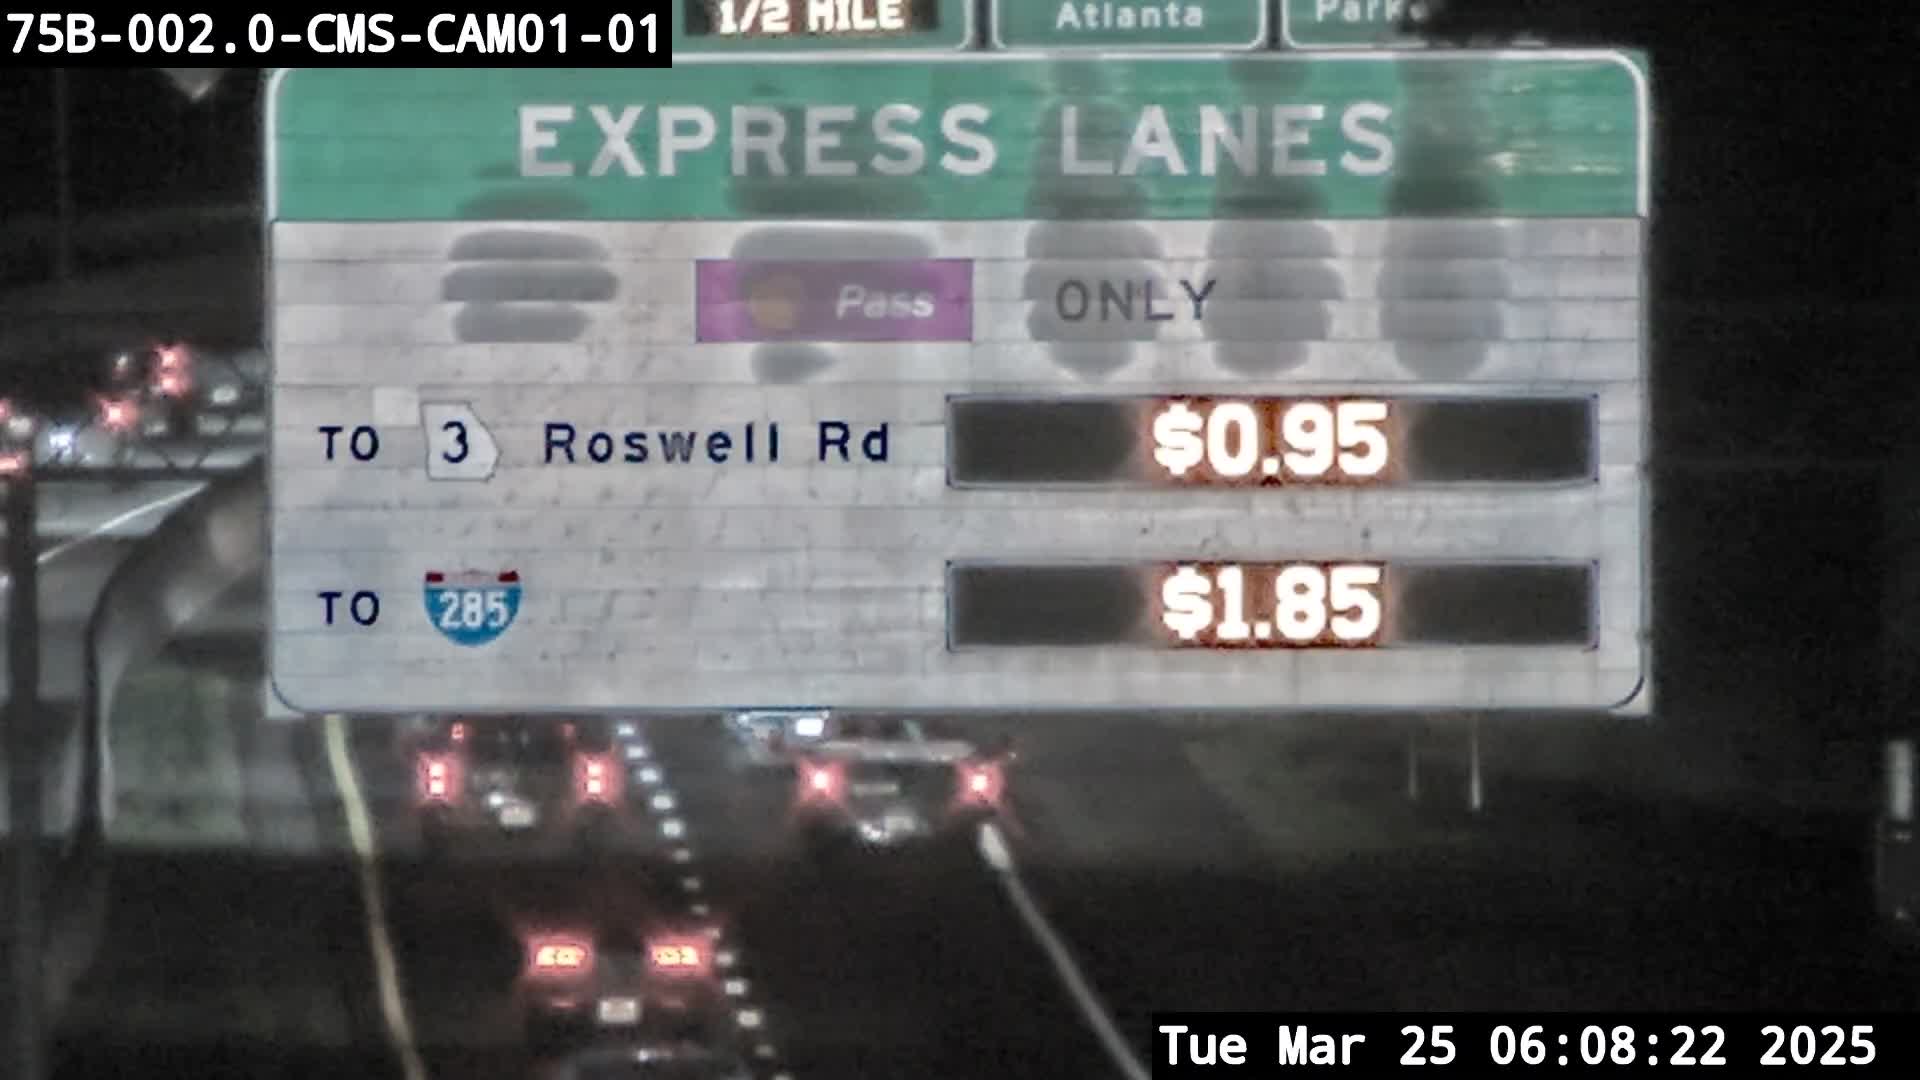 75B-002.0-CMS-CAM01-01
1/2 MILE
Atlanta
EXPRESS LANES
Pass ONLY
TO 3 Roswell Rd $0.95
TO 285 $1.85
Tue Mar 25 06:08:22 2025